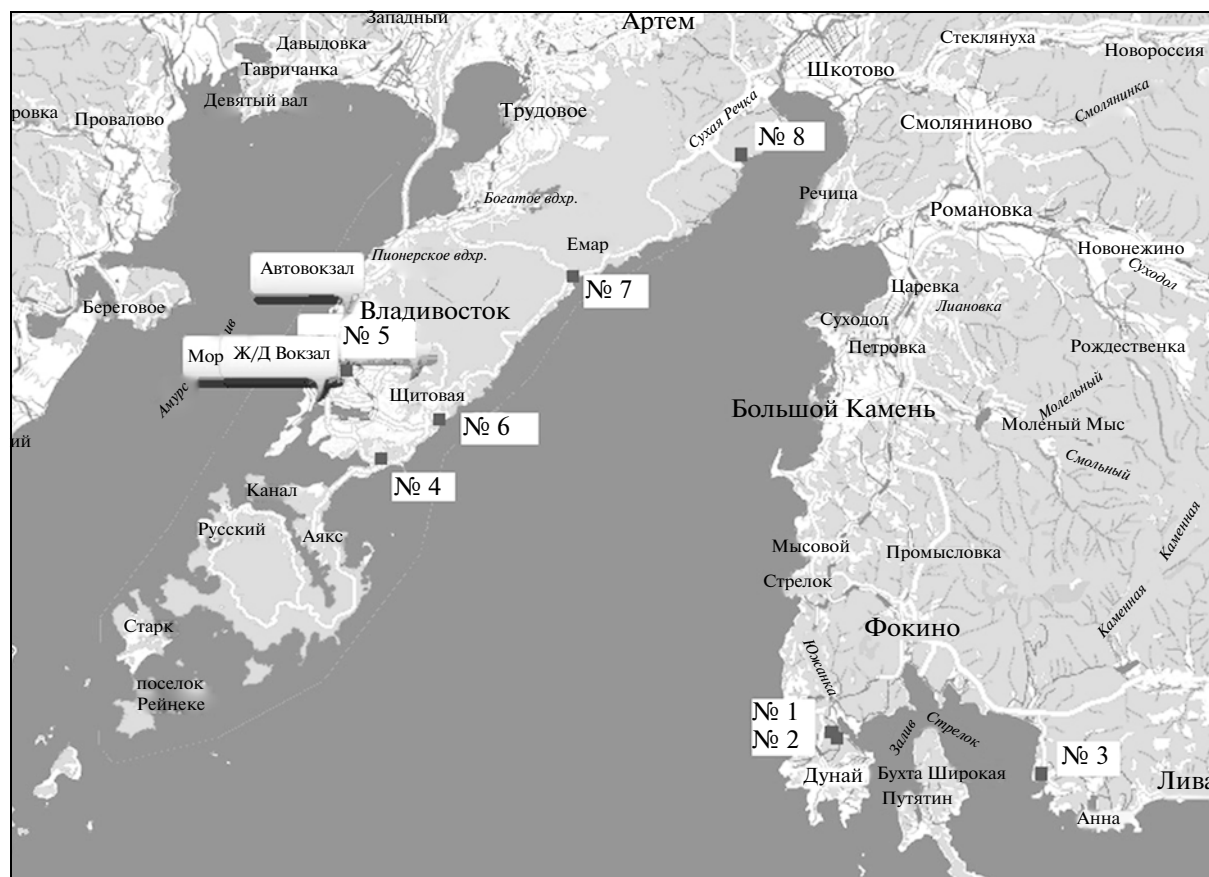 Западный
Артем
Давыдовка
Стеклянуха
Новороссия
Тавричанка
Шкотово
Девятый вал
Трудовое
Смолянинка
ровка
Провалово
Сухая Речка
Смоляниново
№ 8
Речица
Богатое вдхр.
Романовка
Емар
Новонежино
Пионерское вдхр.
Суходол
Автовокзал
Царевка
№ 7
Береговое
Владивосток
Лиановка
Суходол
ив
№ 5
Мор
Ж/Д Вокзал
Петровка
Рождественка
Амурс
Щитовая
Молельный
Большой Камень
Моленый Мыс
ий
№ 6
Смольный
№ 4
Канал
Русский
Аякс
Каменная
Мысовой
Промысловка
Стрелок
Каменная
Старк
Фокино
Южанка
поселок
Рейнеке
№ 1
№ 2
Залив
Стрелок
№ 3
Дунай
Бухта Широкая
Лива
Путятин
Анна